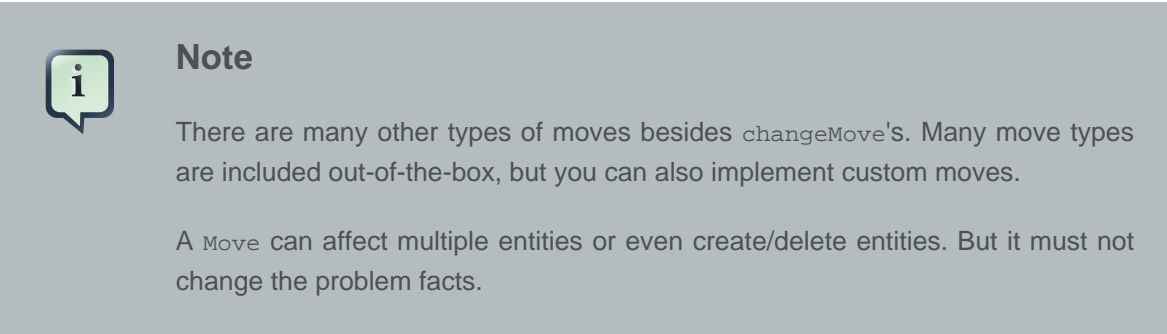 i
Note
There are many other types of moves besides changeMove's. Many move types
are included out-of-the-box, but you can also implement custom moves.
A Move can affect multiple entities or even create/delete entities. But it must not
change the problem facts.